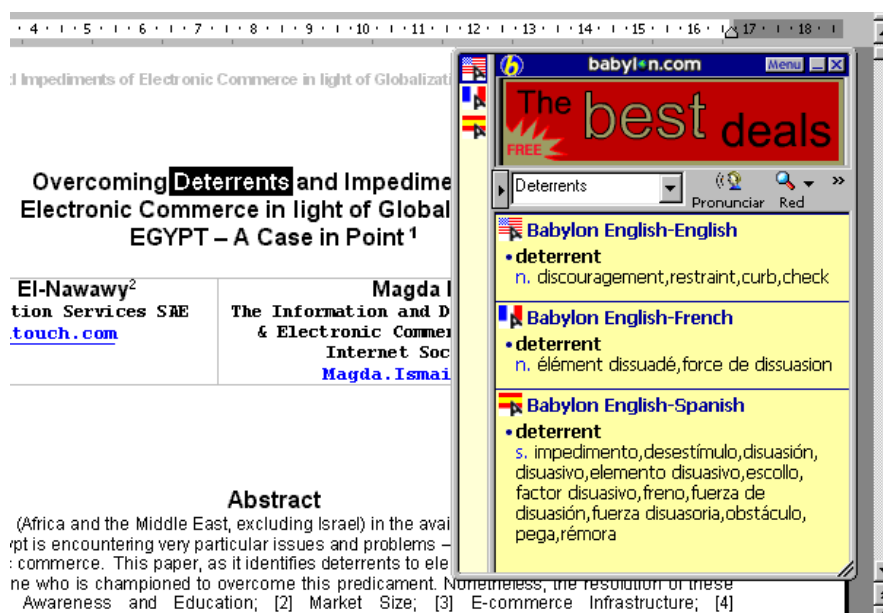 · 4 · ı · 5 · ı · 6 · ı · 7 · ı · 8 · ı · 9 · ı · 10 · ı · 11 · ı · 12 · ı · 13 · ı · 14 · ı · 15 · ı · 16 · ı 17 · ı · 18 · ı
d Impediments of Electronic Commerce in light of Globalizati
Overcoming Deterrents and Impedime
Electronic Commerce in light of Global
EGYPT – A Case in Point 1
El-Nawawy2
tion Services SAE
touch.com
Magda
The Information and D
& Electronic Commer
Internet Soc
Magda.Ismai
Abstract
(Africa and the Middle East, excluding Israel) in the avai
ypt is encountering very particular issues and problems –
commerce. This paper, as it identifies deterrents to ele
ne who is championed to overcome this predicament. Nonetheless, the resolution of these
Awareness and Education; [2] Market Size; [3] E-commerce Infrastructure; [4]
babylon.com
Menu
The best deals
FREE
Deterrents
Pronunciar Red »
Babylon English-English
• deterrent
n. discouragement,restraint,curb,check
Babylon English-French
• deterrent
n. élément dissuadé,force de dissuasion
Babylon English-Spanish
• deterrent
s. impedimento,desestímulo,disuasión,
disuasivo,elemento disuasivo,escollo,
factor disuasivo,freno,fuerza de
disuasión,fuerza disuasoria,obstáculo,
pega,rémora